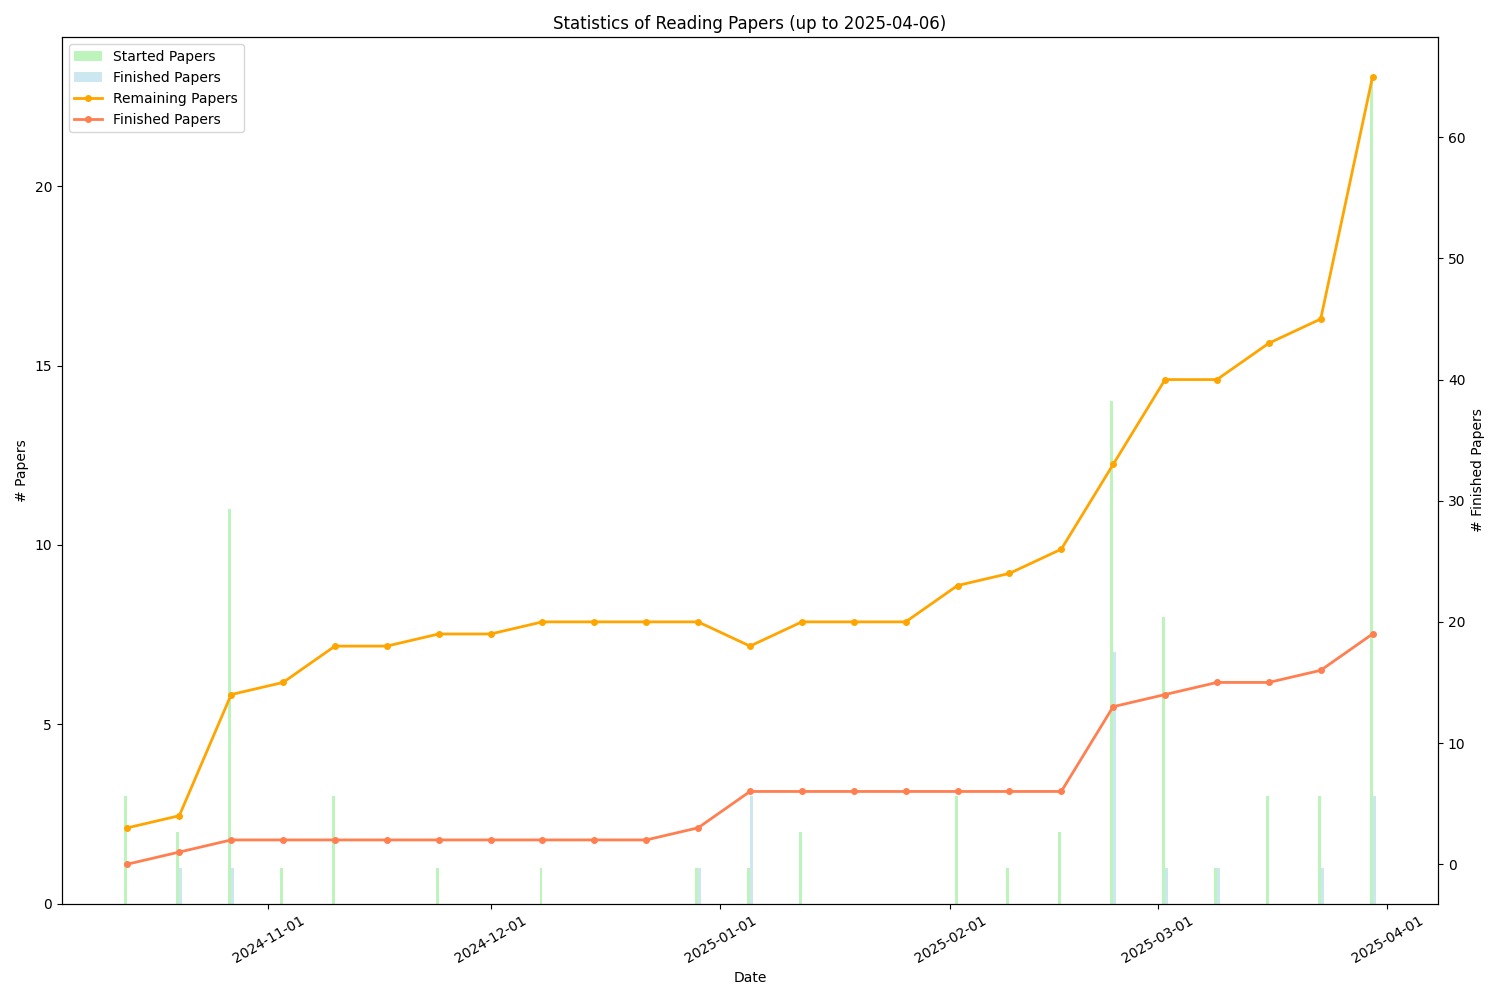 Statistics of Reading Papers (up to 2025-04-06)
Started Papers
Finished Papers
Remaining Papers
Finished Papers
# Papers
20
15
10
5
0
60
50
40
30
20
10
0
# Finished Papers
2024-11-01
2024-12-01
2025-01-01
2025-02-01
2025-03-01
2025-04-01
Date